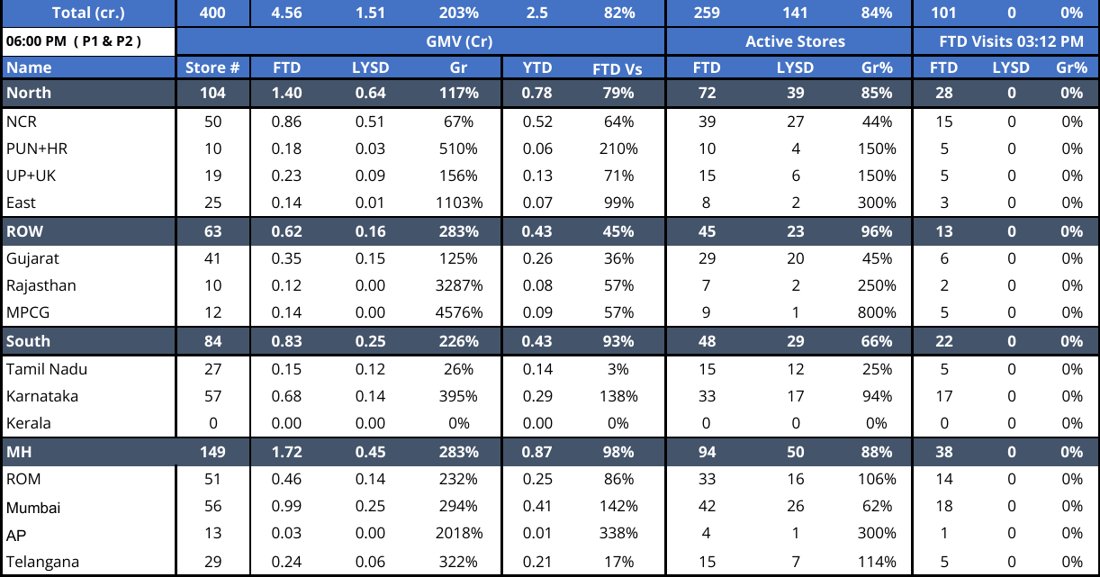 Total (cr.) 400 4.56 1.51 203% 2.5 82% 259 141 84% 101 0 0%
06:00 PM ( P1 & P2 ) GMV (Cr) Active Stores FTD Visits 03:12 PM
Name Store # FTD LYSD Gr YTD FTD Vs FTD LYSD Gr% FTD LYSD Gr%
North 104 1.40 0.64 117% 0.78 79% 72 39 85% 28 0 0%
NCR 50 0.86 0.51 67% 0.52 64% 39 27 44% 15 0 0%
PUN+HR 10 0.18 0.03 510% 0.06 210% 10 4 150% 5 0 0%
UP+UK 19 0.23 0.09 156% 0.13 71% 15 6 150% 5 0 0%
East 25 0.14 0.01 1103% 0.07 99% 8 2 300% 3 0 0%
ROW 63 0.62 0.16 283% 0.43 45% 45 23 96% 13 0 0%
Gujarat 41 0.35 0.15 125% 0.26 36% 29 20 45% 6 0 0%
Rajasthan 10 0.12 0.00 3287% 0.08 57% 7 2 250% 2 0 0%
MPCG 12 0.14 0.00 4576% 0.09 57% 9 1 800% 5 0 0%
South 84 0.83 0.25 226% 0.43 93% 48 29 66% 22 0 0%
Tamil Nadu 27 0.15 0.12 26% 0.14 3% 15 12 25% 5 0 0%
Karnataka 57 0.68 0.14 395% 0.29 138% 33 17 94% 17 0 0%
Kerala 0 0.00 0.00 0% 0.00 0% 0 0 0% 0 0 0%
MH 149 1.72 0.45 283% 0.87 98% 94 50 88% 38 0 0%
ROM 51 0.46 0.14 232% 0.25 86% 33 16 106% 14 0 0%
Mumbai 56 0.99 0.25 294% 0.41 142% 42 26 62% 18 0 0%
AP 13 0.03 0.00 2018% 0.01 338% 4 1 300% 1 0 0%
Telangana 29 0.24 0.06 322% 0.21 17% 15 7 114% 5 0 0%